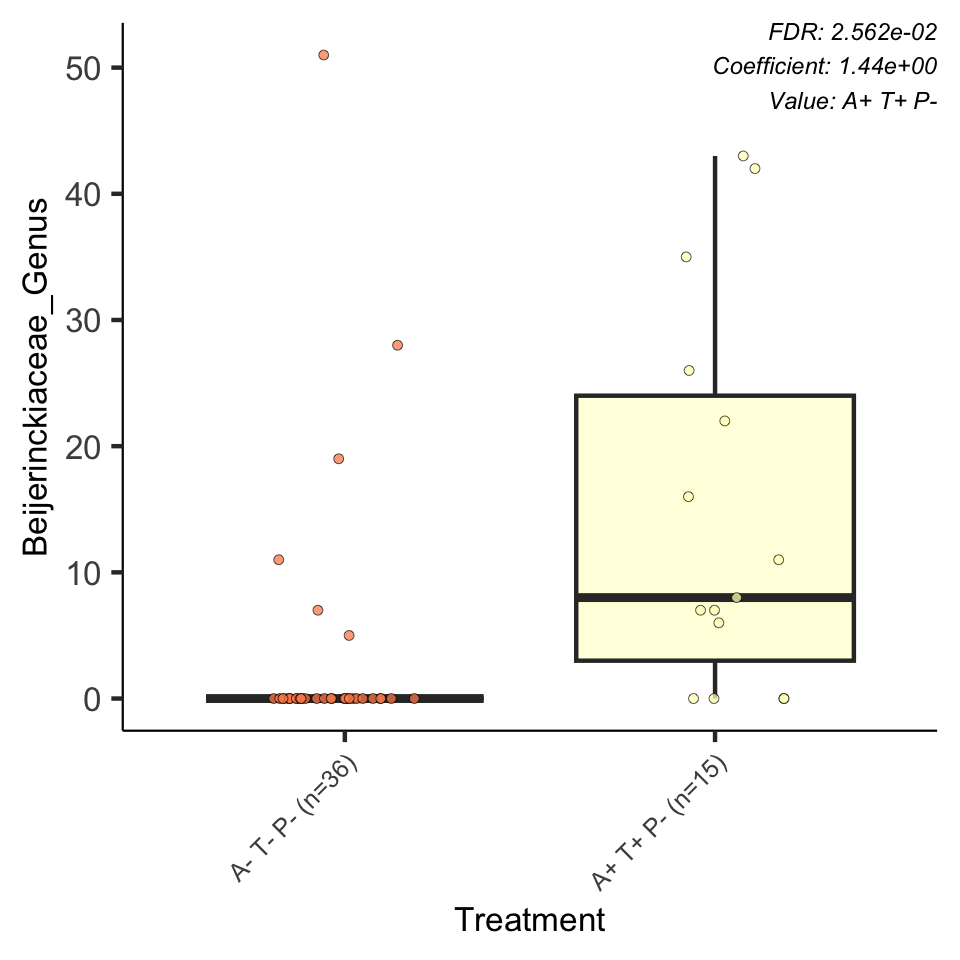 FDR: 2.562e-02
Coefficient: 1.44e+00
Value: A+ T+ P-
Beijerinckiaceae_Genus
50
40
30
20
10
0
A- T- P- (n=36)
A+ T+ P- (n=15)
Treatment